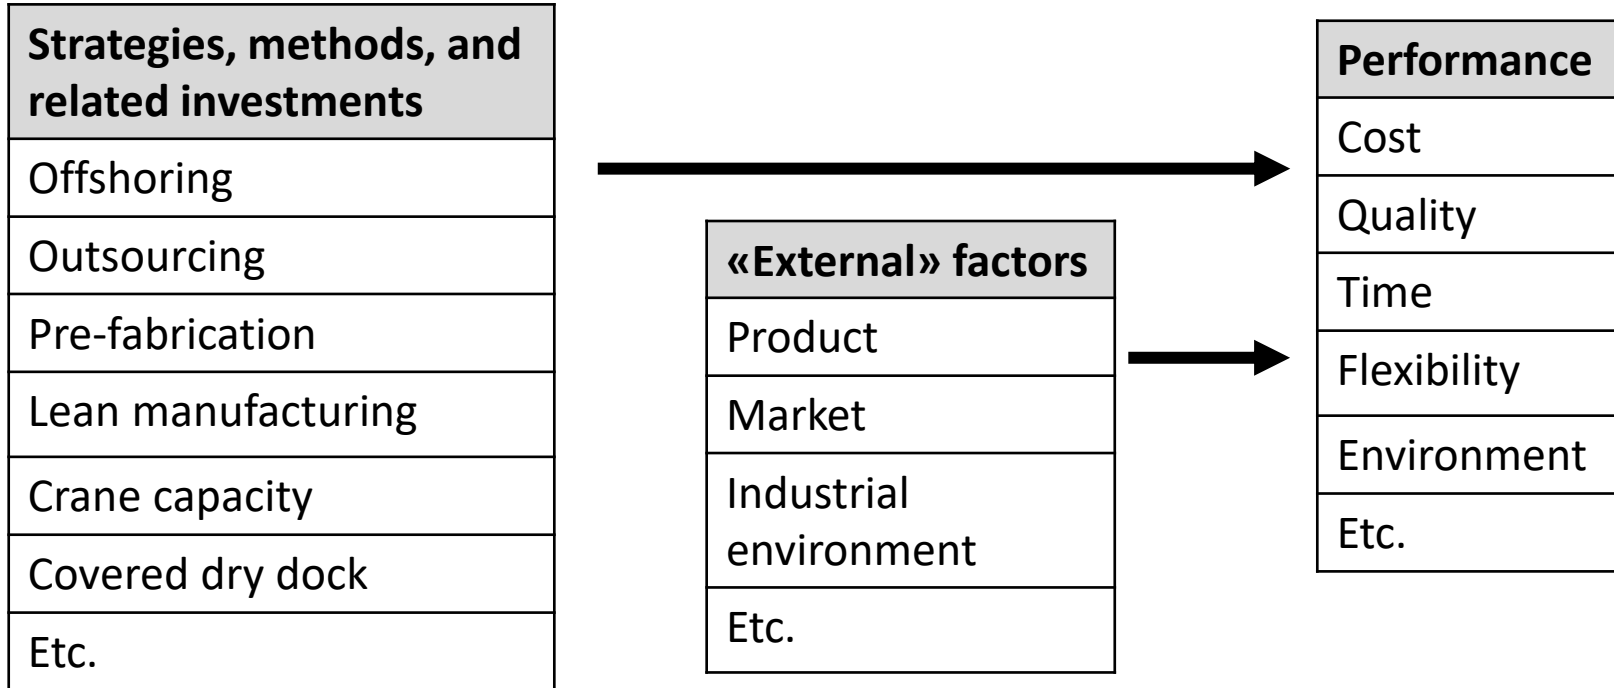 Strategies, methods, and
related investments
Offshoring
Outsourcing
Pre-fabrication
Lean manufacturing
Crane capacity
Covered dry dock
Etc.
«External» factors
Product
Market
Industrial
environment
Etc.
Performance
Cost
Quality
Time
Flexibility
Environment
Etc.